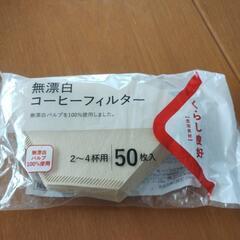 無漂白
コーヒーフィルター
無漂白パルプを100%使用しました。
2〜4杯用
50枚入
無漂白
パルプ
100%使用
くらし良好